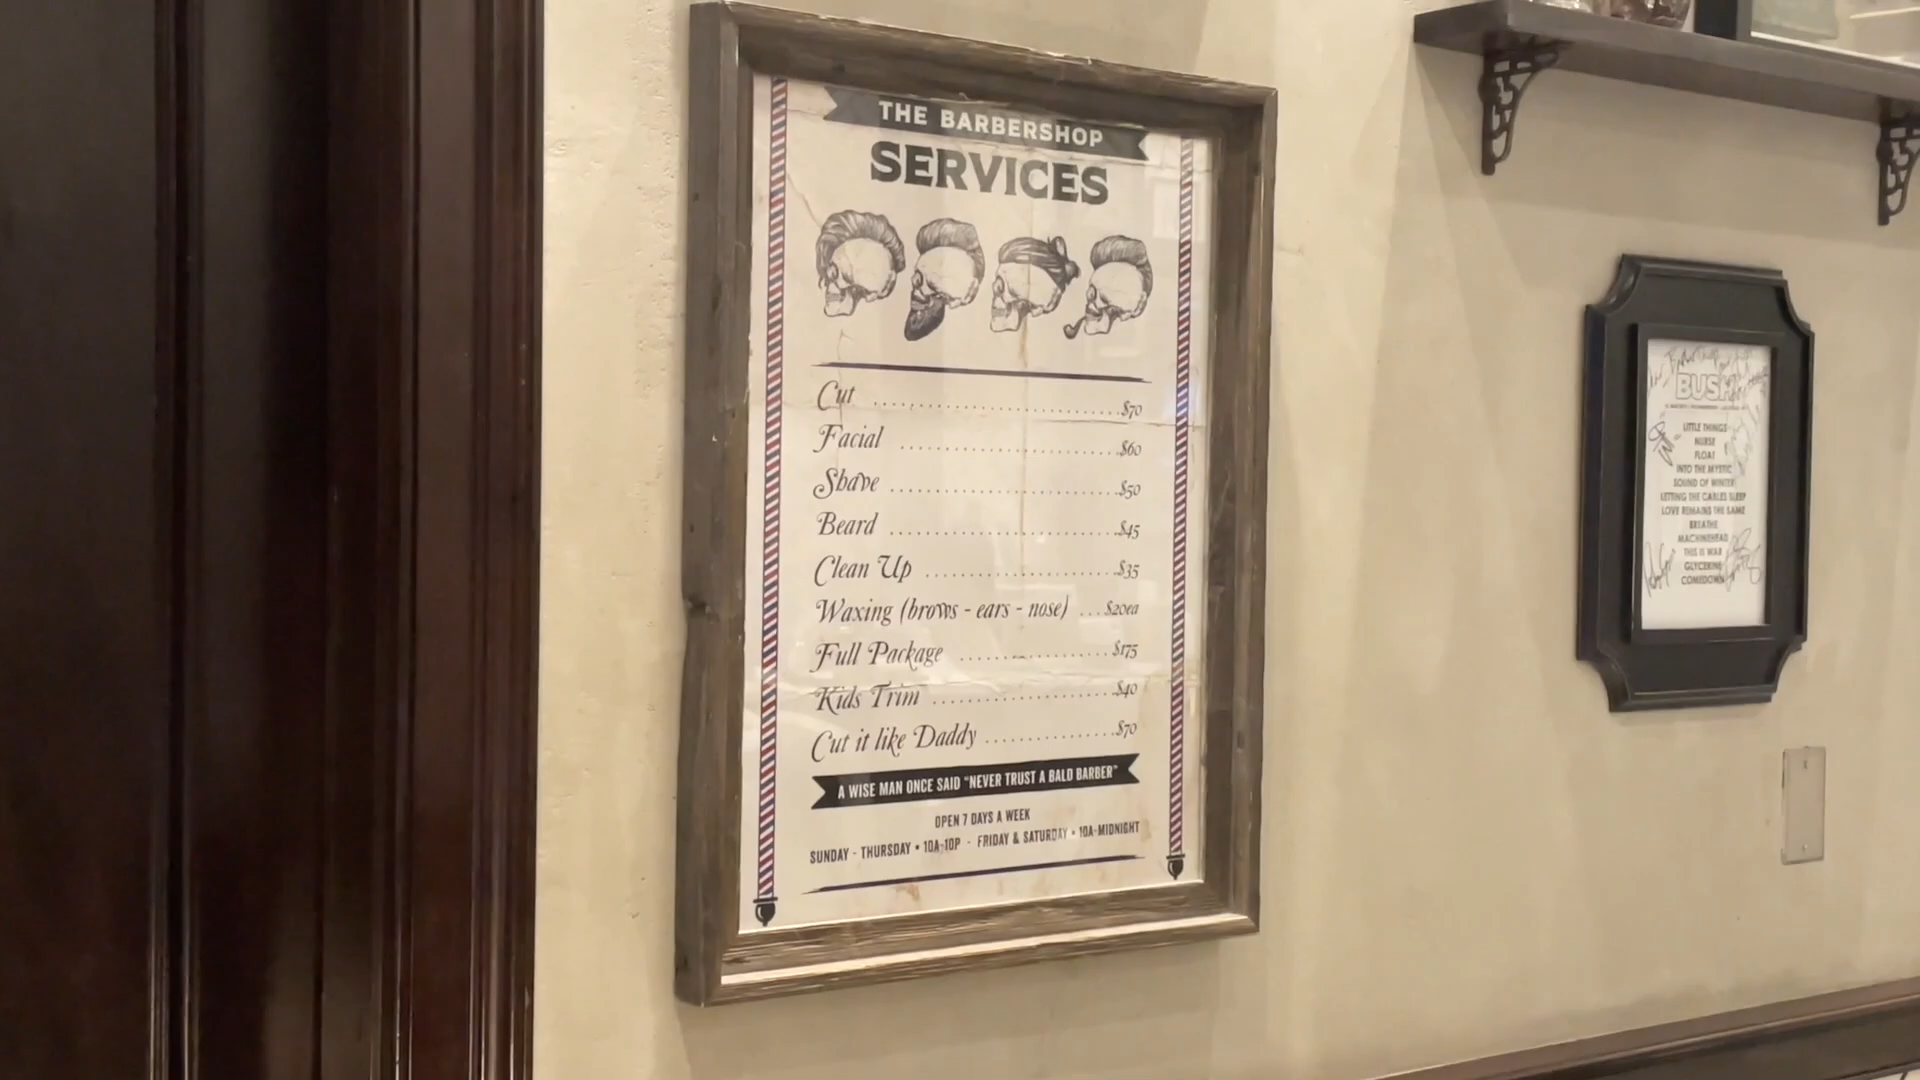 THE BARBERSHOP
SERVICES
Cut ........................... $70
Facial ........................ $60
Shave ......................... $50
Beard ......................... $45
Clean Up ...................... $35
Waxing (brows - ears - nose) ... $20ea
Full Package .................. $175
Kids Trim ..................... $40
Cut it like Daddy ............. $70
A WISE MAN ONCE SAID "NEVER TRUST A BALD BARBER"
OPEN 7 DAYS A WEEK
SUNDAY - THURSDAY • 10A-10P - FRIDAY & SATURDAY • 10A-MIDNIGHT
BUSH
LITTLE THINGS
NURSE
FLOAT
INTO THE MYSTIC
SOUND OF WINTER
LETTING THE CABLES SLEEP
LOVE REMAINS THE SAME
BREATHE
MACHINEHEAD
THIS IS WAR
GLYCERINE
COMEDOWN